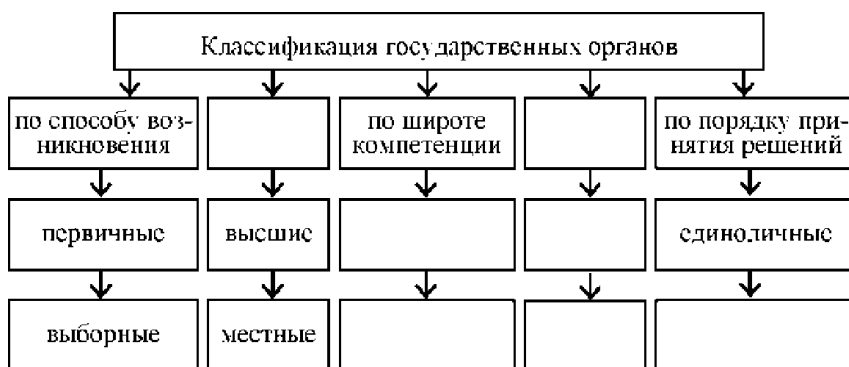 Классификация государственных органов
по способу воз-
никновения
по широте
компетенции
по порядку при-
нятия решений
первичные
высшие
единоличные
выборные
местные